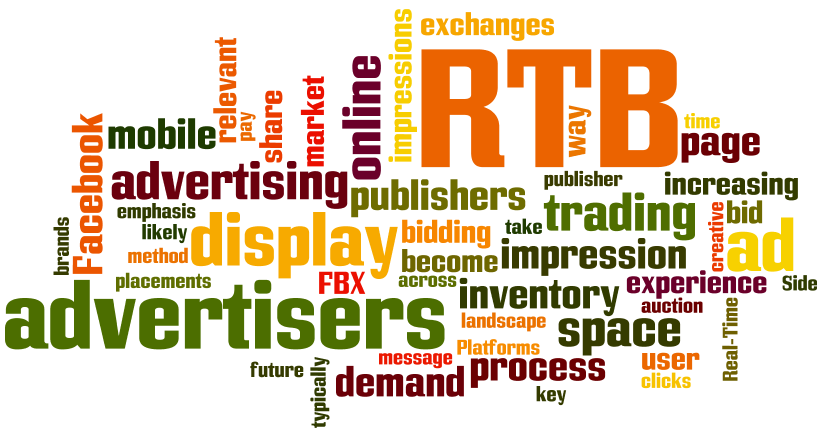 exchanges
impressions
RTB
relevant
pay
share
market
online
way
time
page
mobile
Facebook
advertising
publishers
publisher
increasing
emphasis
likely
brands
method
display
bidding
take
trading
creative
bid
ad
become
impression
placements
FBX
across
inventory
experience
Side
auction
advertisers
landscape
space
Real-Time
Platforms
message
future
typically
demand
process
user
clicks
key